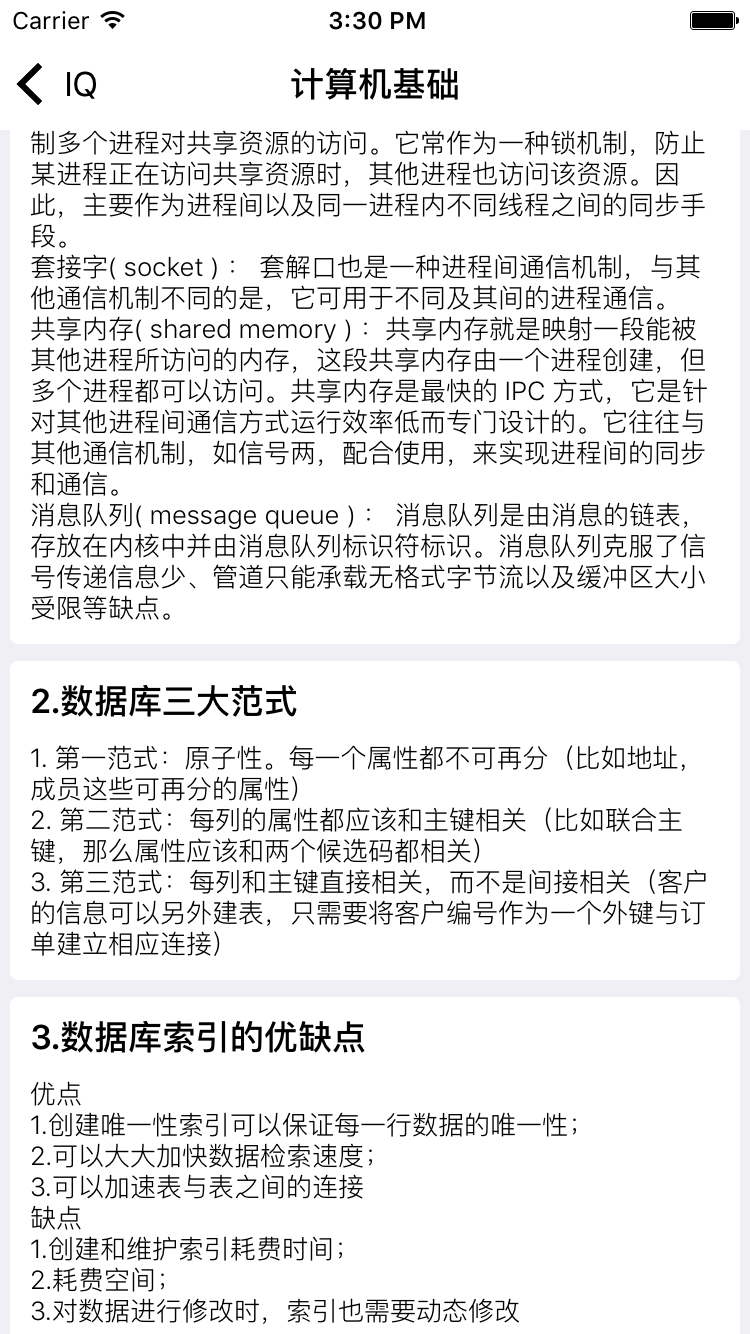 Carrier 3:30 PM
IQ 计算机基础
制多个进程对共享资源的访问。它常作为一种锁机制，防止
某进程正在访问共享资源时，其他进程也访问该资源。因
此，主要作为进程间以及同一进程内不同线程之间的同步手
段。
套接字( socket ) ： 套解口也是一种进程间通信机制，与其
他通信机制不同的是，它可用于不同及其间的进程通信。
共享内存( shared memory ) ：共享内存就是映射一段能被
其他进程所访问的内存，这段共享内存由一个进程创建，但
多个进程都可以访问。共享内存是最快的 IPC 方式，它是针
对其他进程间通信方式运行效率低而专门设计的。它往往与
其他通信机制，如信号两，配合使用，来实现进程间的同步
和通信。
消息队列( message queue ) ： 消息队列是由消息的链表，
存放在内核中并由消息队列标识符标识。消息队列克服了信
号传递信息少、管道只能承载无格式字节流以及缓冲区大小
受限等缺点。
2.数据库三大范式
1. 第一范式：原子性。每一个属性都不可再分（比如地址，
成员这些可再分的属性）
2. 第二范式：每列的属性都应该和主键相关（比如联合主
键，那么属性应该和两个候选码都相关）
3. 第三范式：每列和主键直接相关，而不是间接相关（客户
的信息可以另外建表，只需要将客户编号作为一个外键与订
单建立相应连接）
3.数据库索引的优缺点
优点
1.创建唯一性索引可以保证每一行数据的唯一性；
2.可以大大加快数据检索速度；
3.可以加速表与表之间的连接
缺点
1.创建和维护索引耗费时间；
2.耗费空间；
3.对数据进行修改时，索引也需要动态修改